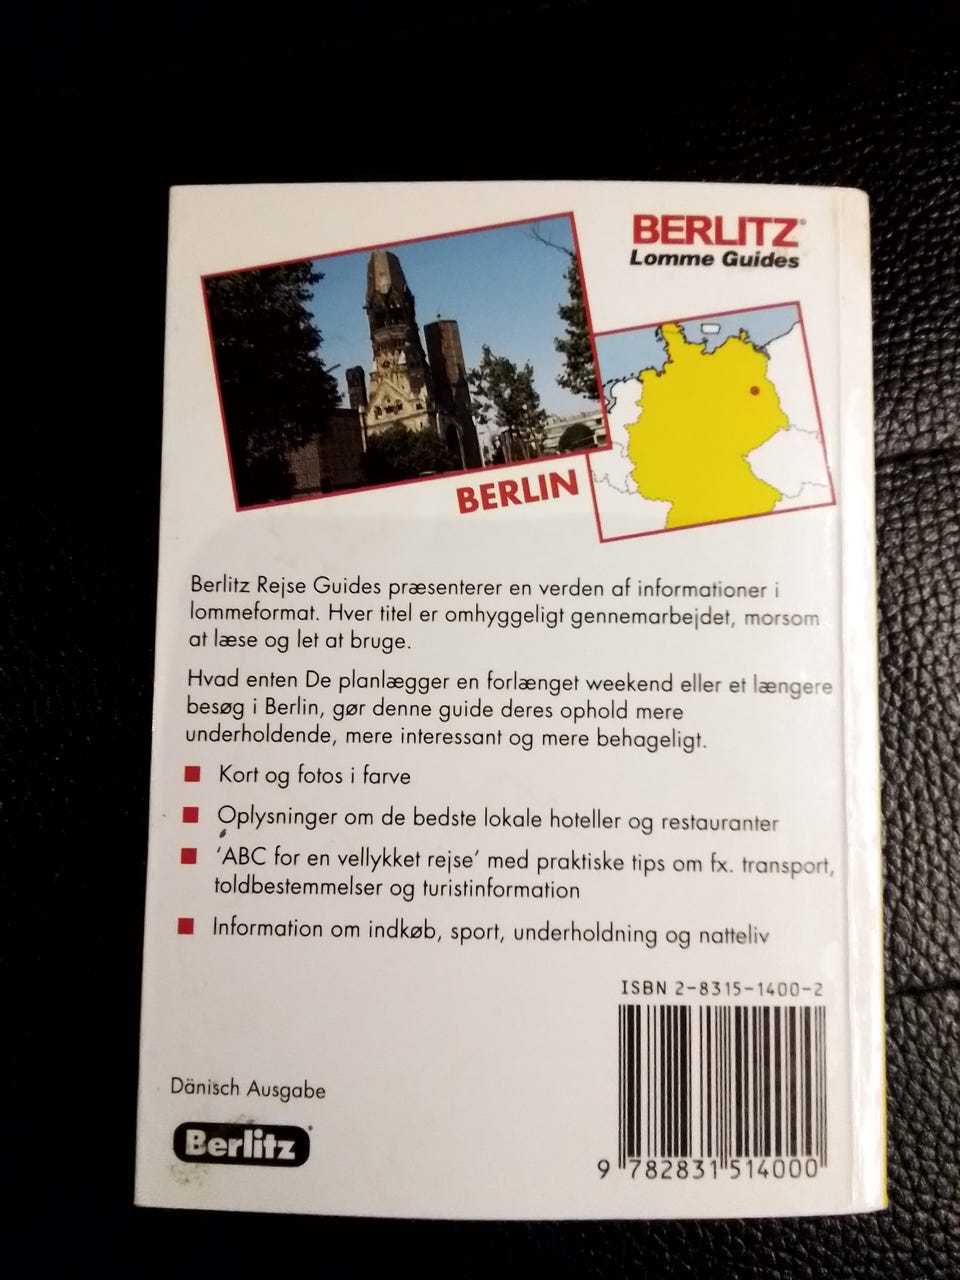 BERLITZ®
Lomme Guides
BERLIN
Berlitz Rejse Guides præsenterer en verden af informationer i
lommeformat. Hver titel er omhyggeligt gennemarbejdet, morsom
at læse og let at bruge.
Hvad enten De planlægger en forlænget weekend eller et længere
besøg i Berlin, gør denne guide deres ophold mere
underholdende, mere interessant og mere behageligt.
■ Kort og fotos i farve
■ Oplysninger om de bedste lokale hoteller og restauranter
■ 'ABC for en vellykket rejse' med praktiske tips om fx. transport,
toldbestemmelser og turistinformation
■ Information om indkøb, sport, underholdning og natteliv
ISBN 2-8315-1400-2
Dänisch Ausgabe
Berlitz®
9 782831 514000